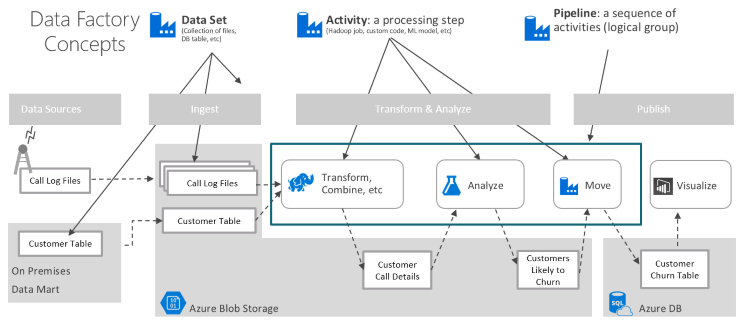 Data Factory
Concepts
Data Set
(Collection of files,
DB table, etc)
Activity: a processing step
(Hadoop job, custom code, ML model, etc)
Pipeline: a sequence of
activities (logical group)
Data Sources
Ingest
Transform & Analyze
Publish
Call Log Files
Call Log Files
Transform,
Combine, etc
Analyze
Move
Visualize
Customer Table
Customer Table
On Premises
Data Mart
Customer
Call Details
Customers
Likely to
Churn
Customer
Churn Table
10
01
Azure Blob Storage
SQL
Azure DB